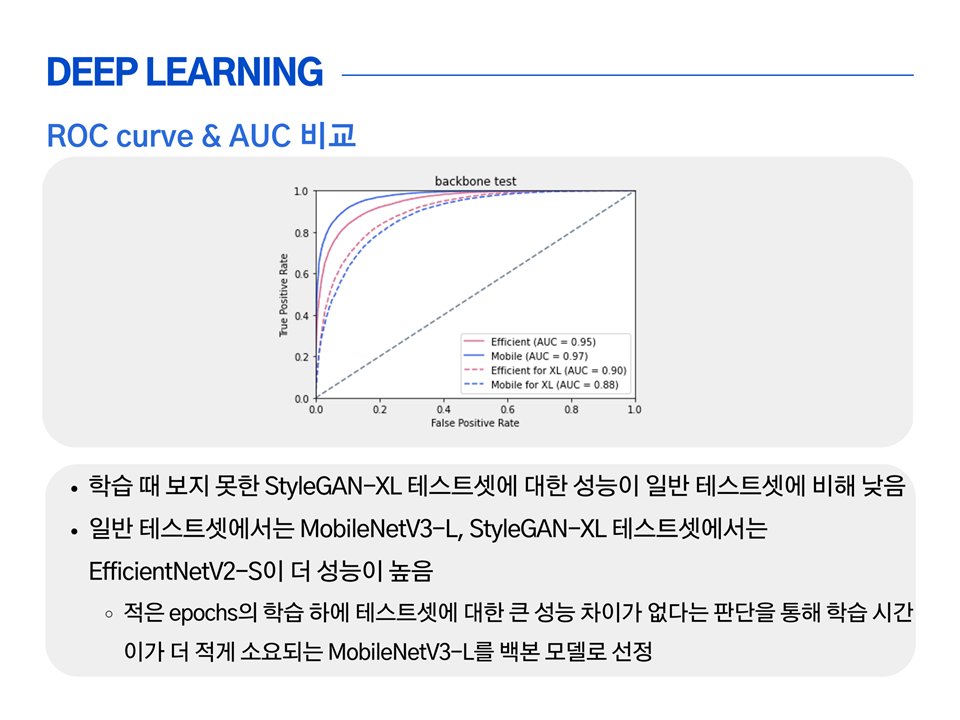 DEEP LEARNING
ROC curve & AUC 비교
backbone test
1.0
0.8
0.6
0.4
0.2
0.0
True Positive Rate
Efficient (AUC = 0.95)
Mobile (AUC = 0.97)
Efficient for XL (AUC = 0.90)
Mobile for XL (AUC = 0.88)
0.0 0.2 0.4 0.6 0.8 1.0
False Positive Rate
• 학습 때 보지 못한 StyleGAN-XL 테스트셋에 대한 성능이 일반 테스트셋에 비해 낮음
• 일반 테스트셋에서는 MobileNetV3-L, StyleGAN-XL 테스트셋에서는
EfficientNetV2-S이 더 성능이 높음
◦ 적은 epochs의 학습 하에 테스트셋에 대한 큰 성능 차이가 없다는 판단을 통해 학습 시간
이가 더 적게 소요되는 MobileNetV3-L를 백본 모델로 선정